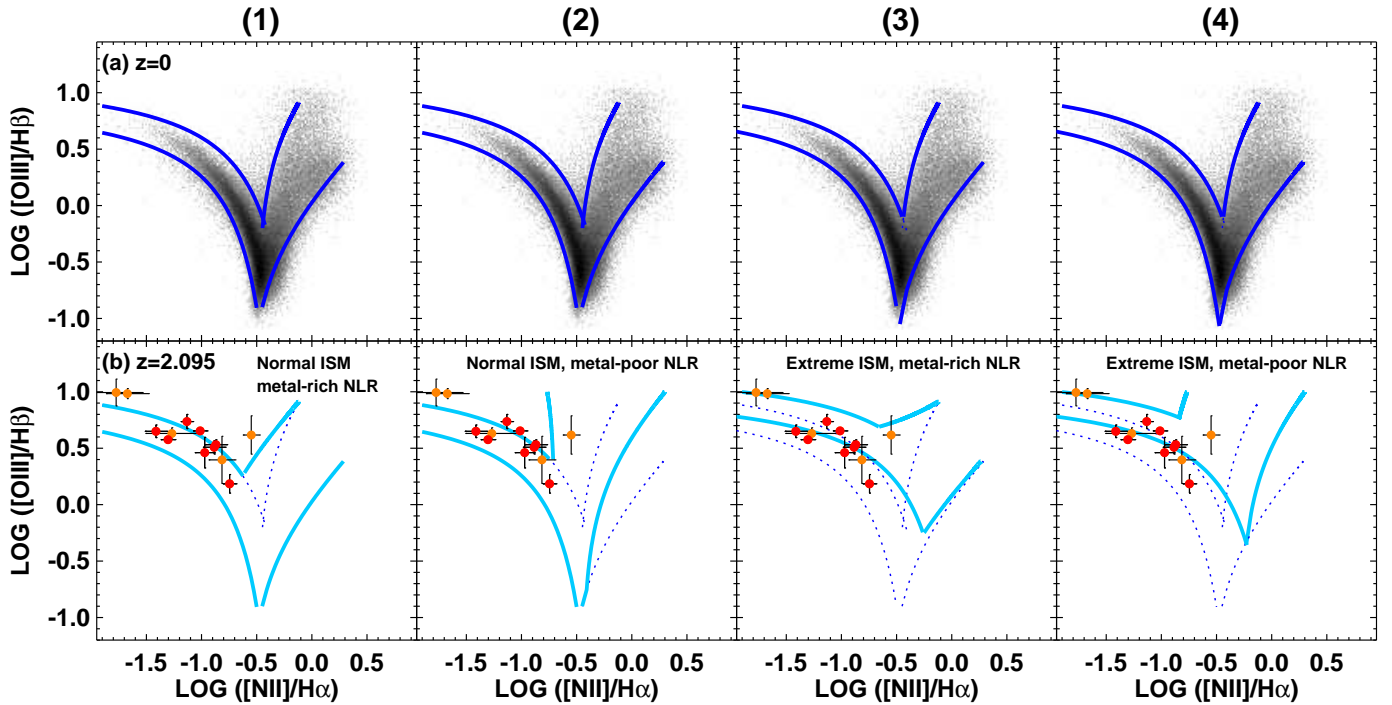 (1) (2) (3) (4)
(a) z=0
LOG ([OIII]/Hβ)
1.0
0.5
0.0
-0.5
-1.0
(b) z=2.095
Normal ISM
metal-rich NLR
Normal ISM, metal-poor NLR
Extreme ISM, metal-rich NLR
Extreme ISM, metal-poor NLR
LOG ([OIII]/Hβ)
1.0
0.5
0.0
-0.5
-1.0
-1.5 -1.0 -0.5 0.0 0.5 -1.5 -1.0 -0.5 0.0 0.5 -1.5 -1.0 -0.5 0.0 0.5 -1.5 -1.0 -0.5 0.0 0.5
LOG ([NII]/Hα) LOG ([NII]/Hα) LOG ([NII]/Hα) LOG ([NII]/Hα)